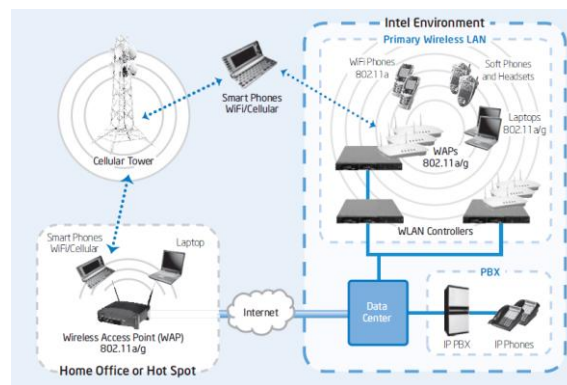 Intel Environment
Primary Wireless LAN
WiFi Phones
802.11a
Soft Phones
and Headsets
Smart Phones
WiFi/Cellular
Laptops
802.11a/g
Cellular Tower
WAPs
802.11a/g
WLAN Controllers
Smart Phones
WiFi/Cellular
Laptop
PBX
Internet
Data
Center
Wireless Access Point (WAP)
802.11a/g
IP PBX
IP Phones
Home Office or Hot Spot